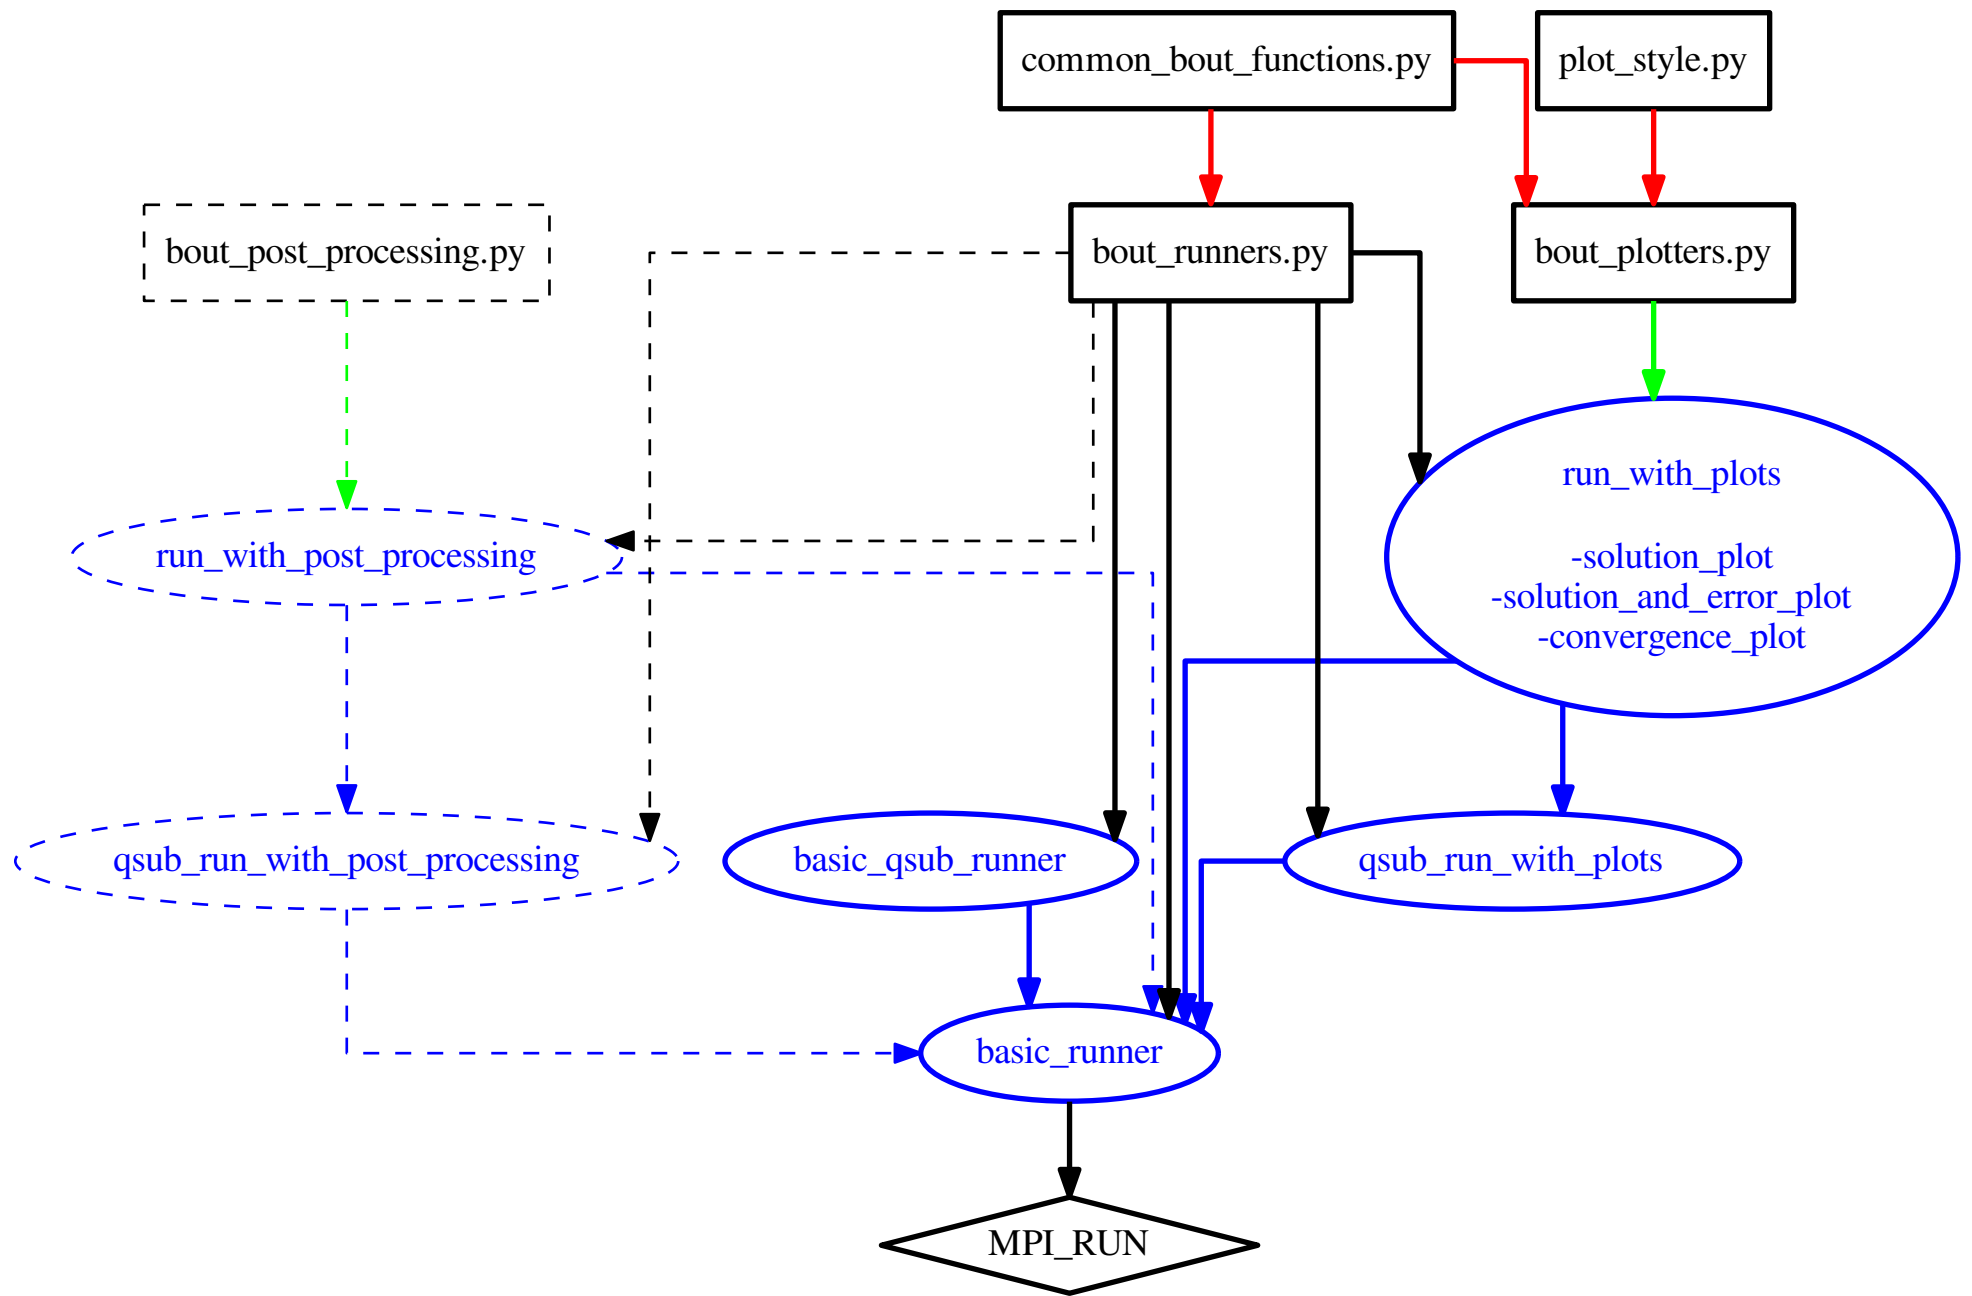 common_bout_functions.py
plot_style.py
bout_post_processing.py
bout_runners.py
bout_plotters.py
run_with_plots
-solution_plot
-solution_and_error_plot
-convergence_plot
run_with_post_processing
qsub_run_with_post_processing
basic_qsub_runner
qsub_run_with_plots
basic_runner
MPI_RUN